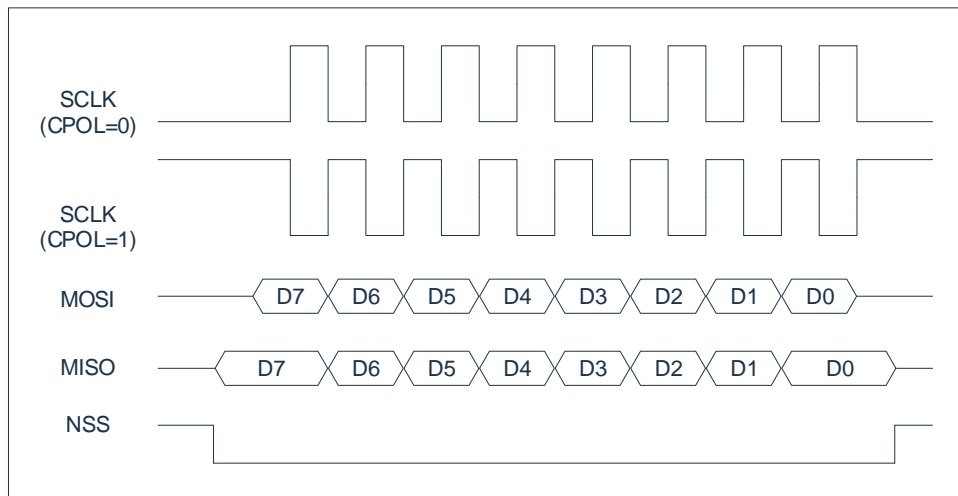 SCLK
(CPOL=0)
SCLK
(CPOL=1)
MOSI D7 D6 D5 D4 D3 D2 D1 D0
MISO D7 D6 D5 D4 D3 D2 D1 D0
NSS